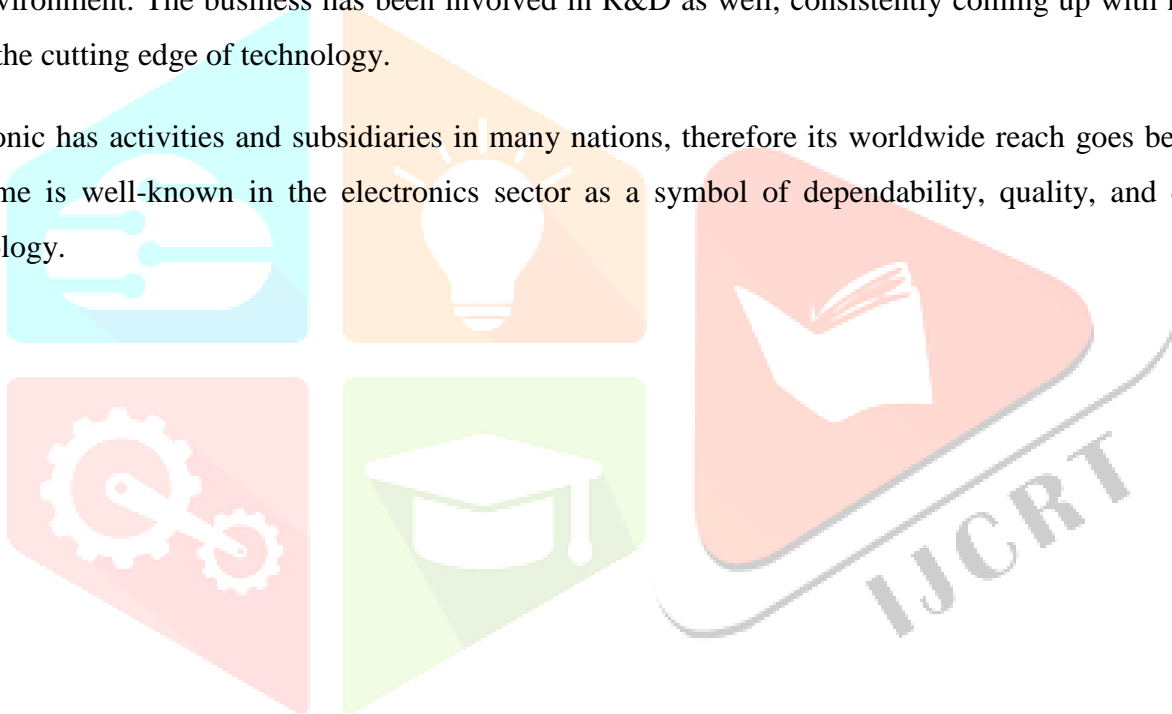 vironment. The business has been involved in R&D as well, consistently coming up with
the cutting edge of technology.
onic has activities and subsidiaries in many nations, therefore its worldwide reach goes be
me is well-known in the electronics sector as a symbol of dependability, quality, and
ology.
IJCRT